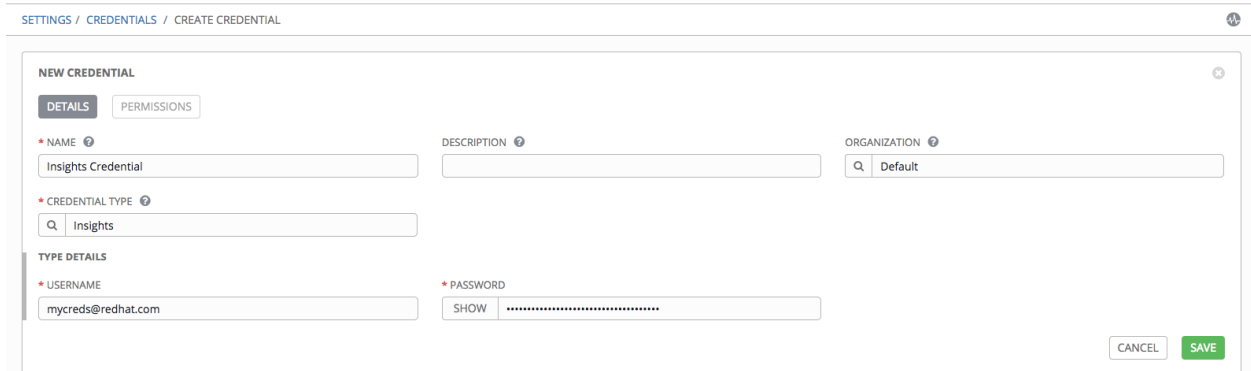 SETTINGS / CREDENTIALS / CREATE CREDENTIAL
NEW CREDENTIAL
DETAILS PERMISSIONS
* NAME ? DESCRIPTION ? ORGANIZATION ?
Insights Credential Default
* CREDENTIAL TYPE ?
Insights
TYPE DETAILS
* USERNAME * PASSWORD
mycreds@redhat.com SHOW ••••••••••••••••••••••••••••••••••••
CANCEL SAVE